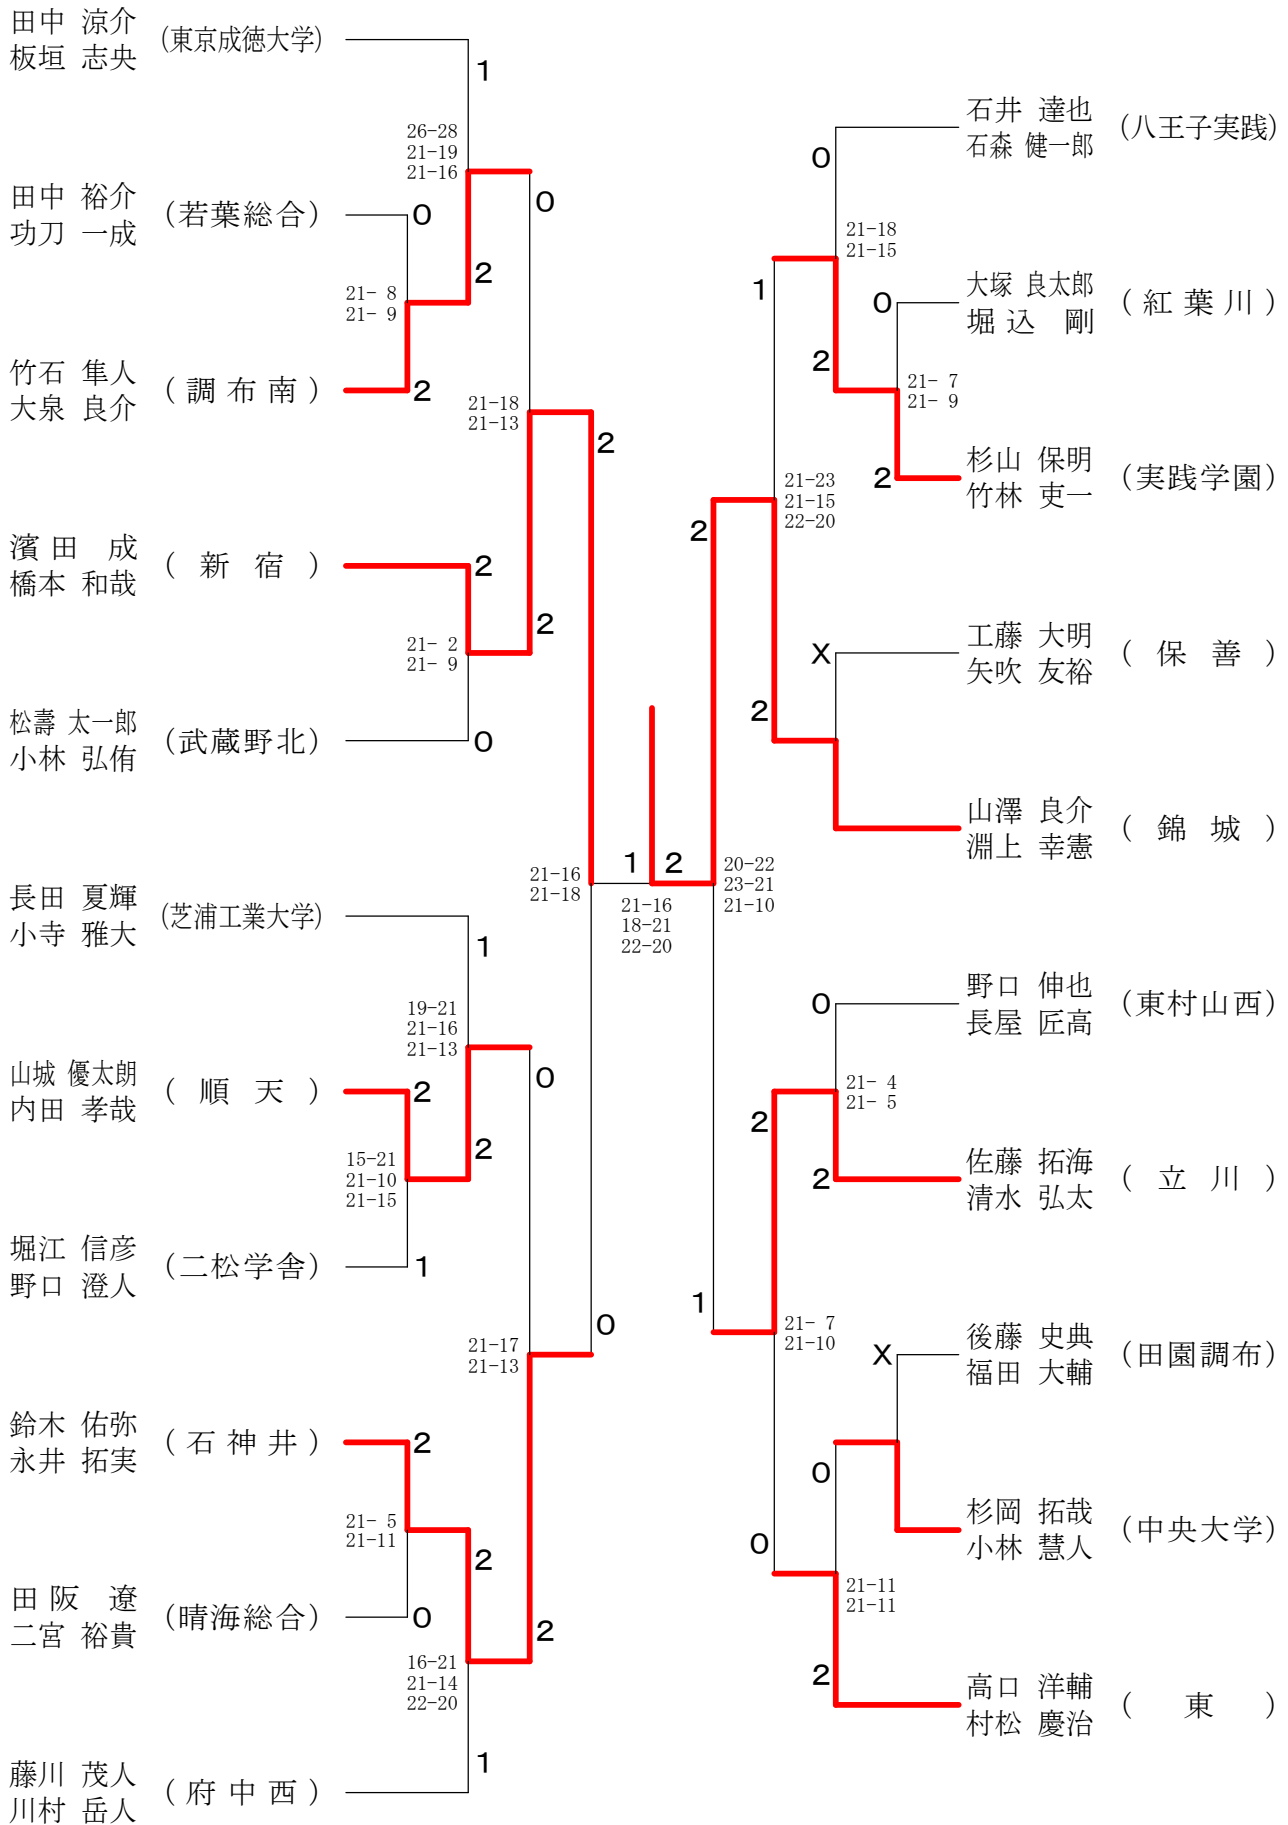 田中 涼介
板垣 志央
(東京成徳大学)
1
26-28
21-19
21-16
田中 裕介
功刀 一成
(若葉総合)
0
0
2
21- 8
21- 9
竹石 隼人
大泉 良介
(調布南)
2
21-18
21-13
2
濱田 成
橋本 和哉
(新宿)
2
2
21- 2
21- 9
松壽 太一郎
小林 弘侑
(武蔵野北)
0
21-16
21-18
長田 夏輝
小寺 雅大
(芝浦工業大学)
1
19-21
21-16
21-13
0
山城 優太朗
内田 孝哉
(順天)
2
2
15-21
21-10
21-15
堀江 信彦
野口 澄人
(二松学舎)
1
0
21-17
21-13
鈴木 佑弥
永井 拓実
(石神井)
2
21- 5
21-11
2
田阪 遼
二宮 裕貴
(晴海総合)
0
2
16-21
21-14
22-20
藤川 茂人
川村 岳人
(府中西)
1
1
2
21-16
18-21
22-20
石井 達也
石森 健一郎
(八王子実践)
0
21-18
21-15
1
大塚 良太郎
堀込 剛
(紅葉川)
0
2
21- 7
21- 9
杉山 保明
竹林 吏一
(実践学園)
2
21-23
21-15
22-20
2
工藤 大明
矢吹 友裕
(保善)
X
2
山澤 良介
淵上 幸憲
(錦城)
20-22
23-21
21-10
野口 伸也
長屋 匠高
(東村山西)
0
21- 4
21- 5
2
佐藤 拓海
清水 弘太
(立川)
2
1
21- 7
21-10
後藤 史典
福田 大輔
(田園調布)
X
0
杉岡 拓哉
小林 慧人
(中央大学)
0
21-11
21-11
高口 洋輔
村松 慶治
(東)
2